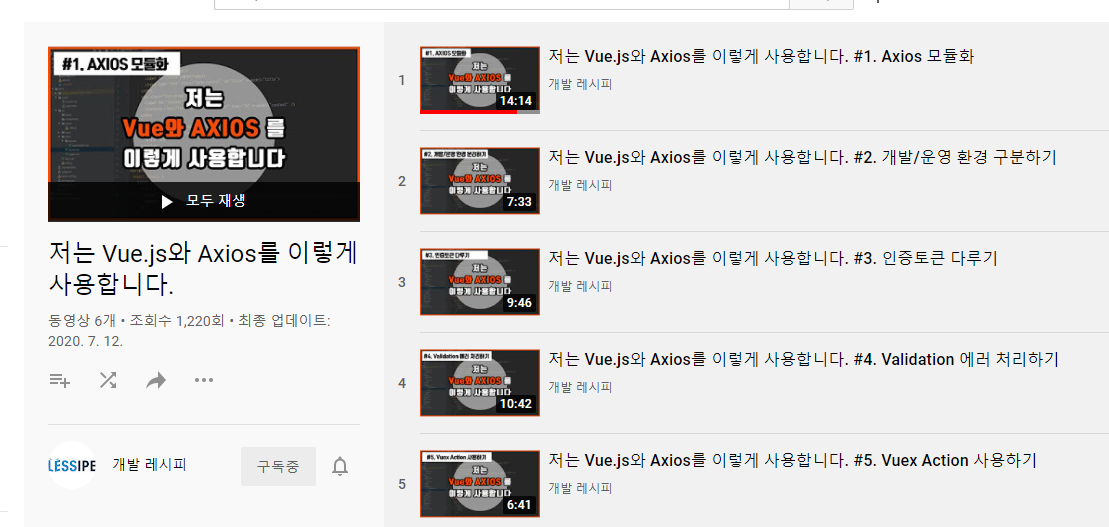 #1. AXIOS 모듈화
저는
Vue와 AXIOS 를
이렇게 사용합니다
모두 재생
저는 Vue.js와 Axios를 이렇게
사용합니다.
동영상 6개 • 조회수 1,220회 • 최종 업데이트:
2020. 7. 12.
LESSIPE
개발 레시피
구독중
1
#1. AXIOS 모듈화
저는
Vue와 AXIOS 를
이렇게 사용합니다
14:14
저는 Vue.js와 Axios를 이렇게 사용합니다. #1. Axios 모듈화
개발 레시피
2
#2. 개발/운영 환경 분리하기
저는
Vue와 AXIOS 를
이렇게 사용합니다
7:33
저는 Vue.js와 Axios를 이렇게 사용합니다. #2. 개발/운영 환경 구분하기
개발 레시피
3
#3. 인증토큰 다루기
저는
Vue와 AXIOS 를
이렇게 사용합니다
9:46
저는 Vue.js와 Axios를 이렇게 사용합니다. #3. 인증토큰 다루기
개발 레시피
4
#4. Validation 에러 처리하기
저는
Vue와 AXIOS 를
이렇게 사용합니다
10:42
저는 Vue.js와 Axios를 이렇게 사용합니다. #4. Validation 에러 처리하기
개발 레시피
5
#5. Vuex Action 사용하기
저는
Vue와 AXIOS 를
이렇게 사용합니다
6:41
저는 Vue.js와 Axios를 이렇게 사용합니다. #5. Vuex Action 사용하기
개발 레시피